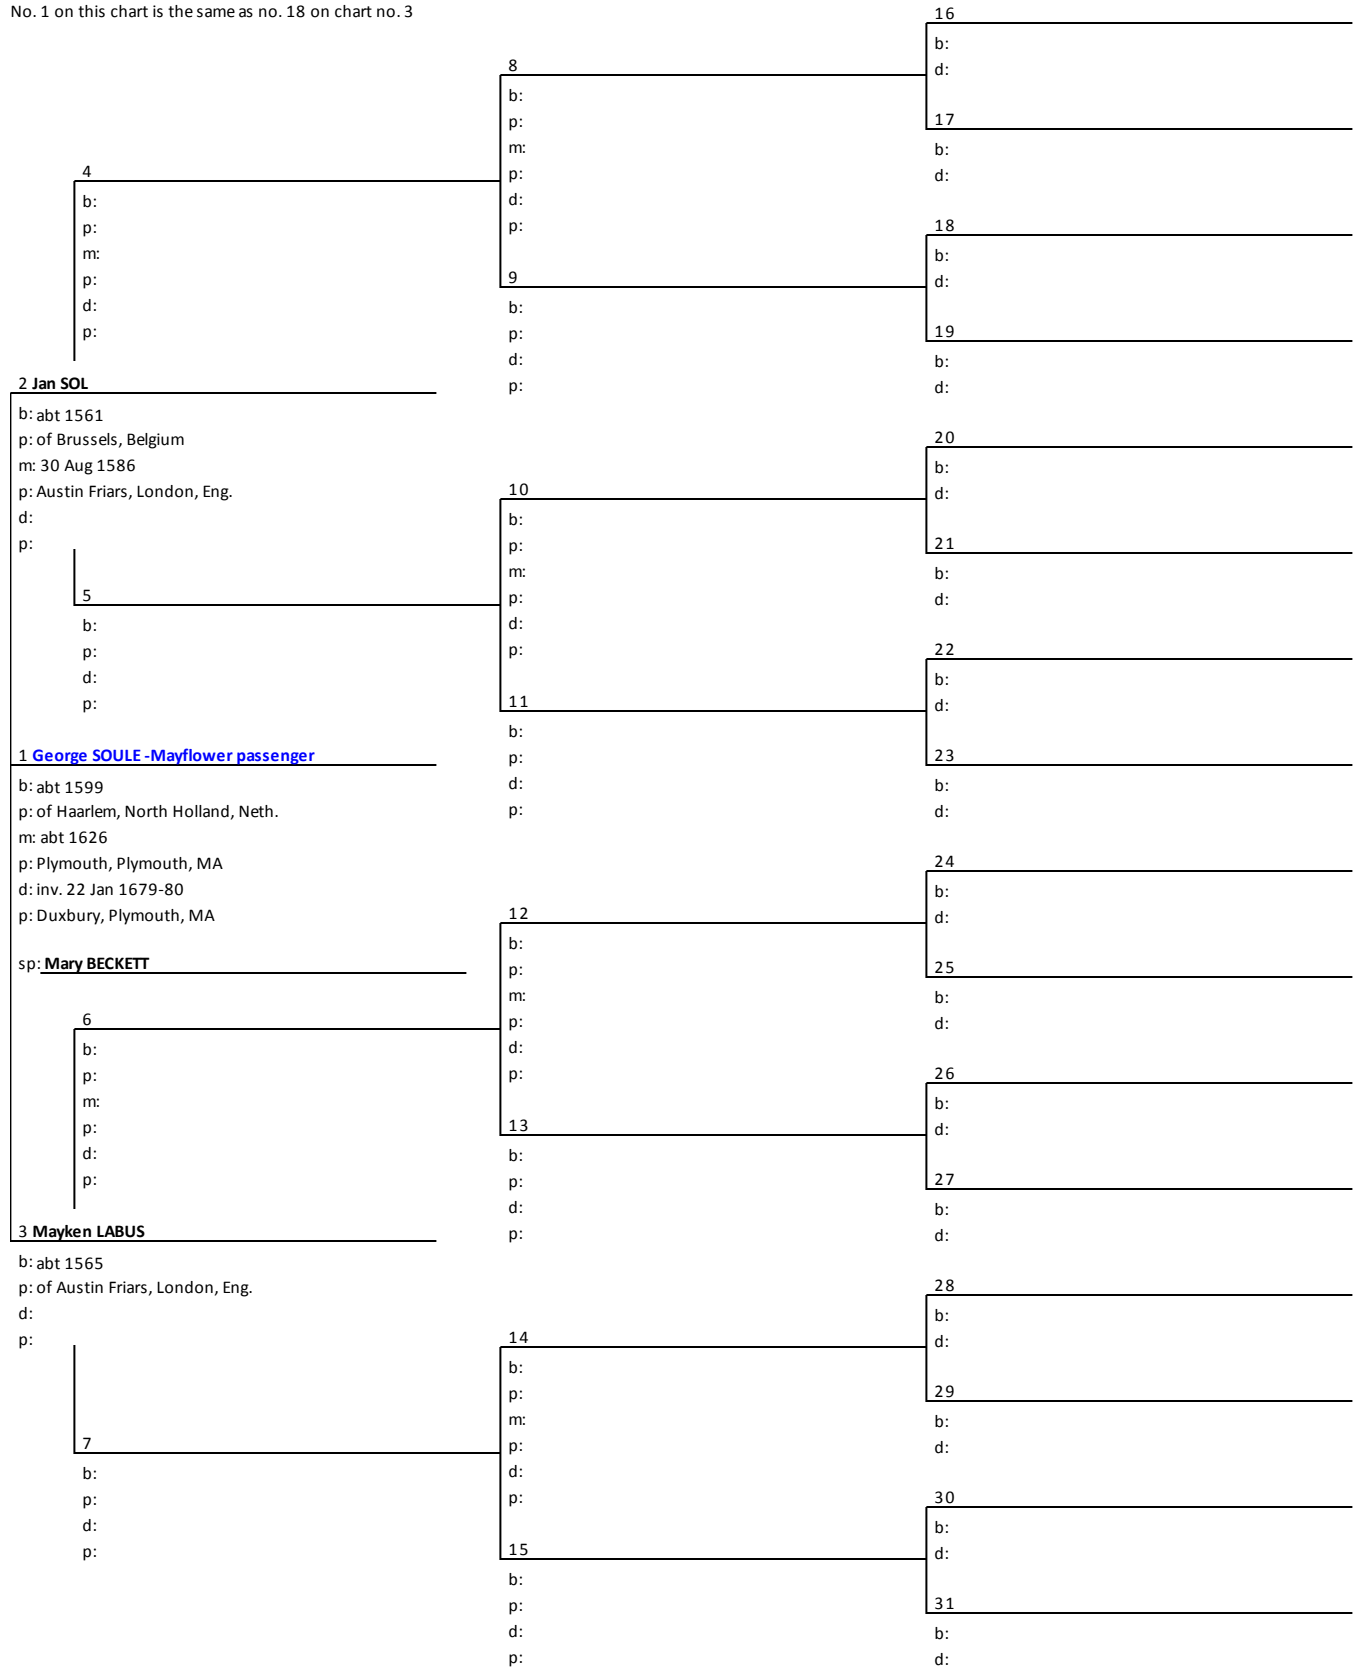 No. 1 on this chart is the same as no. 18 on chart no. 3
4
b:
p:
m:
p:
d:
p:
2 Jan SOL
b: abt 1561
p: of Brussels, Belgium
m: 30 Aug 1586
p: Austin Friars, London, Eng.
d:
p:
5
b:
p:
d:
p:
1 George SOULE -Mayflower passenger
b: abt 1599
p: of Haarlem, North Holland, Neth.
m: abt 1626
p: Plymouth, Plymouth, MA
d: inv. 22 Jan 1679-80
p: Duxbury, Plymouth, MA
sp: Mary BECKETT
6
b:
p:
m:
p:
d:
p:
3 Mayken LABUS
b: abt 1565
p: of Austin Friars, London, Eng.
d:
p:
7
b:
p:
d:
p:
8
b:
p:
m:
p:
d:
p:
9
b:
p:
d:
p:
10
b:
p:
m:
p:
d:
p:
11
b:
p:
d:
p:
12
b:
p:
m:
p:
d:
p:
13
b:
p:
d:
p:
14
b:
p:
m:
p:
d:
p:
15
b:
p:
d:
p:
16
b:
d:
17
b:
d:
18
b:
d:
19
b:
d:
20
b:
d:
21
b:
d:
22
b:
d:
23
b:
d:
24
b:
d:
25
b:
d:
26
b:
d:
27
b:
d:
28
b:
d:
29
b:
d:
30
b:
d:
31
b:
d: